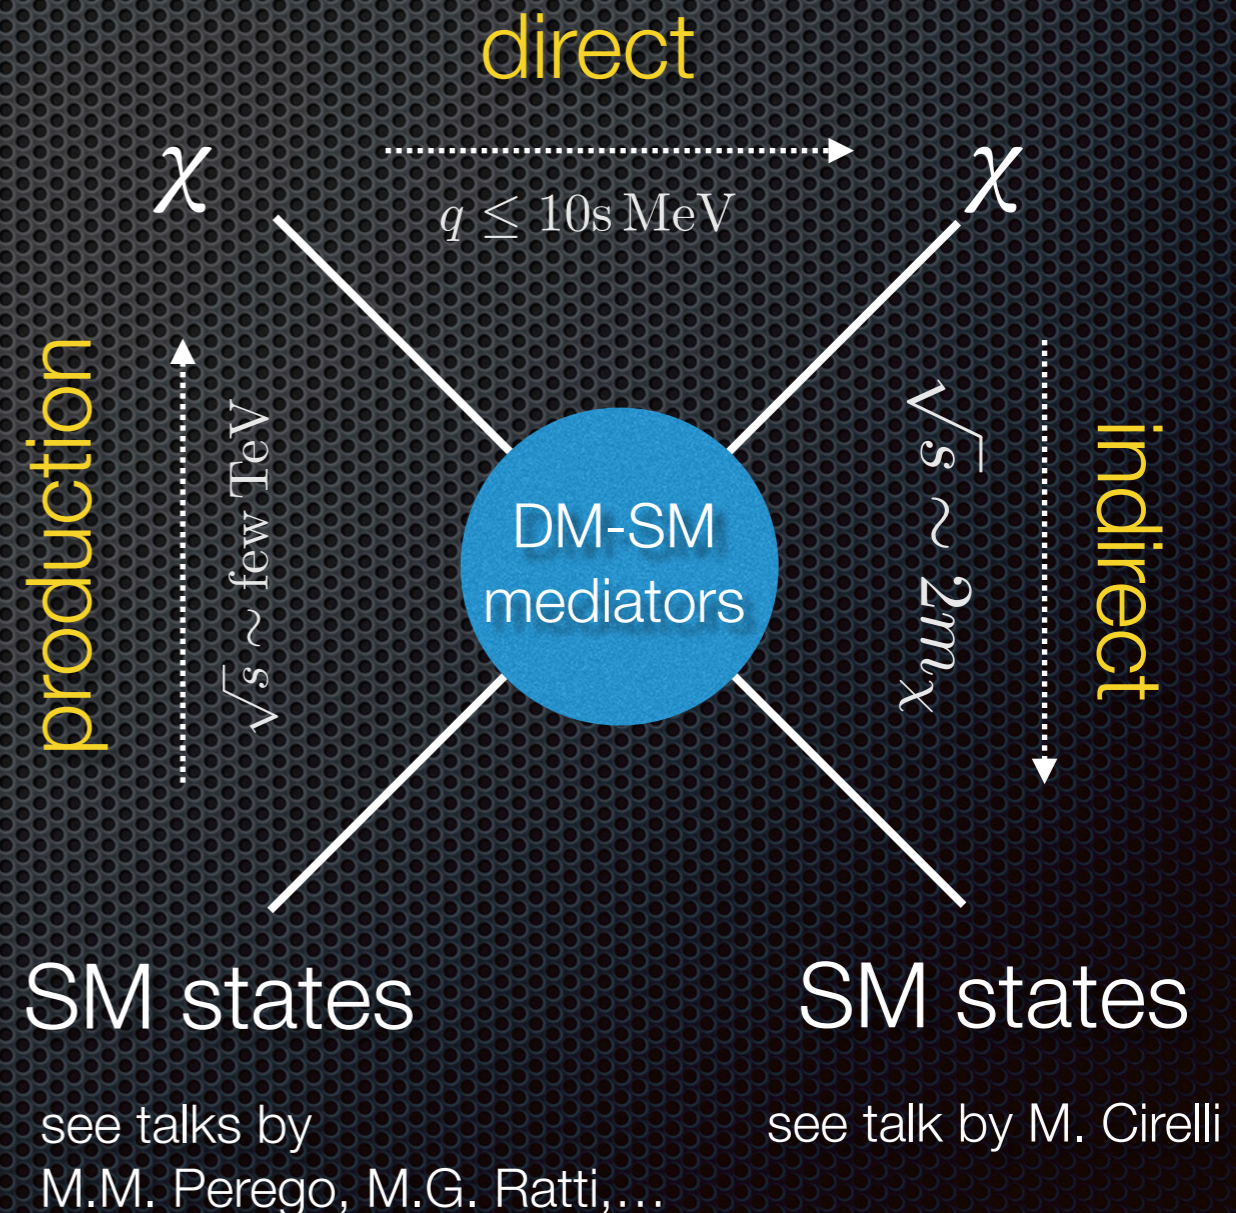 direct
χ
χ
q ≤ 10s MeV
production
√s ∼ few TeV
DM-SM
mediators
√s ∼ 2mχ
indirect
SM states
SM states
see talks by
M.M. Perego, M.G. Ratti,…
see talk by M. Cirelli